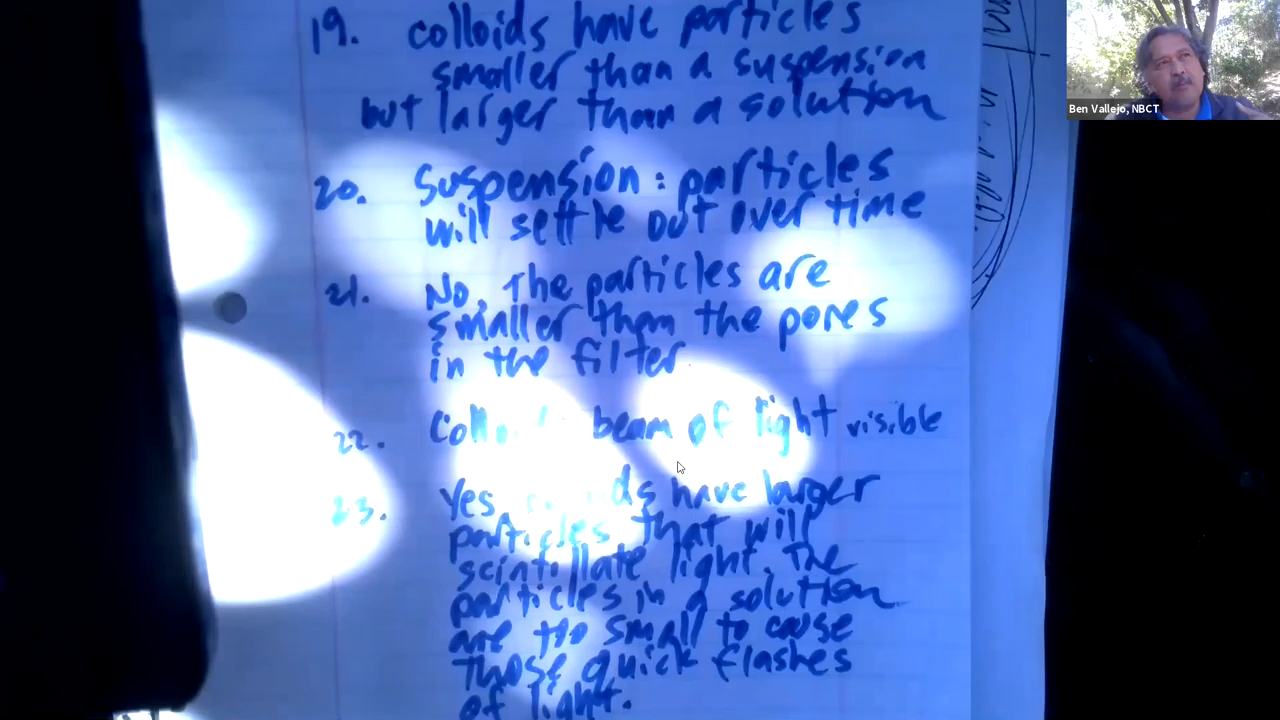 19. colloids have particles
smaller than a suspension
but larger than a solution
20. Suspension: particles
will settle out over time
21. No, The particles are
smaller than the pores
in the filter
22. beam of light visible
23. Yes have larger
particles that will
scintillate light. The
particles in a solution
are too small to cause
those quick flashes
of light.
Ben Vallejo, NBCT